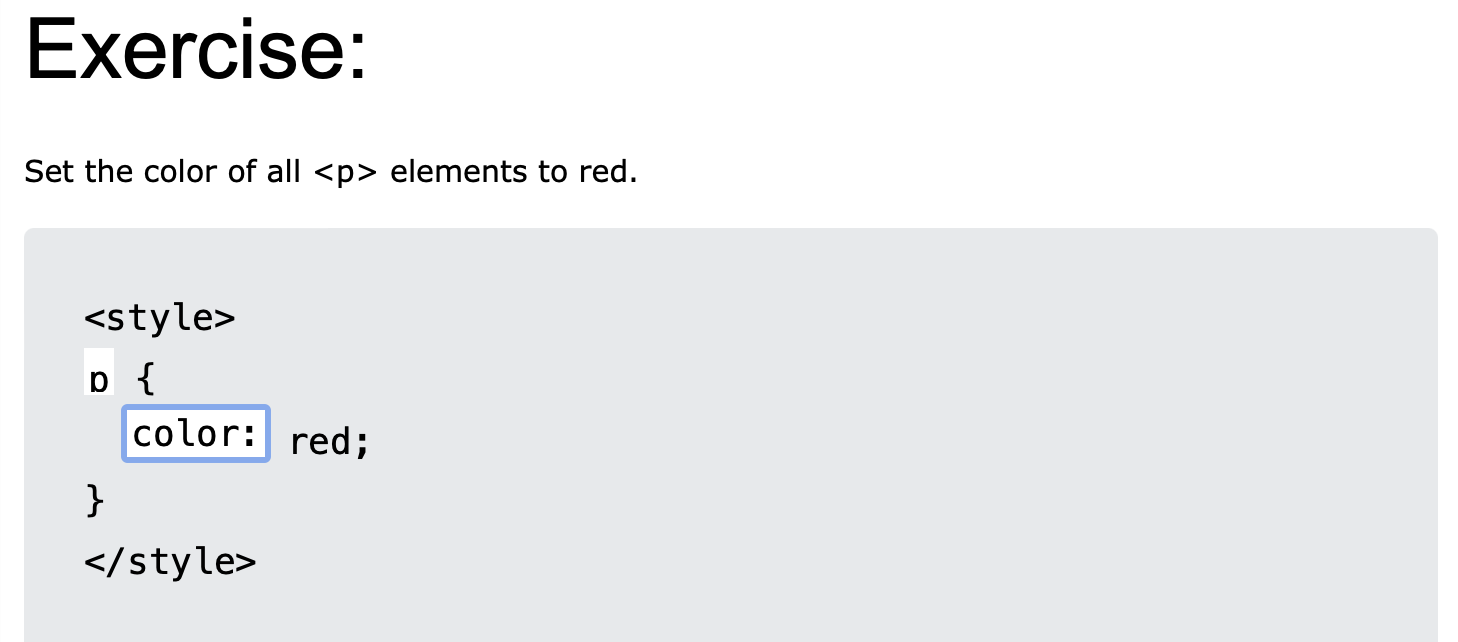 Exercise:
Set the color of all <p> elements to red.
<style>
p {
color: red;
}
</style>